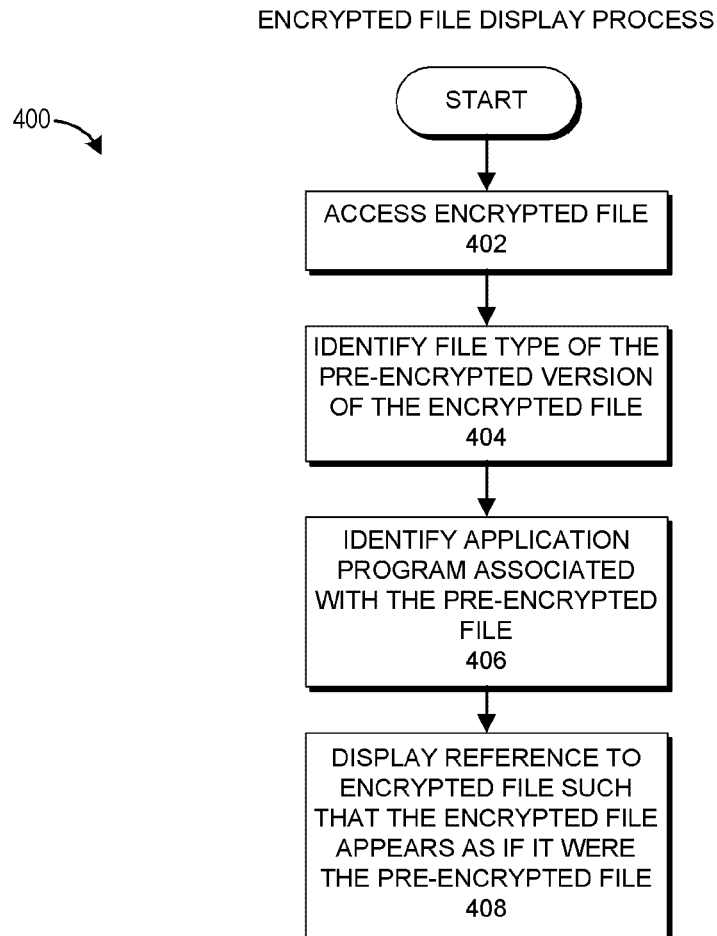 ENCRYPTED FILE DISPLAY PROCESS
START
400
ACCESS ENCRYPTED FILE
402
IDENTIFY FILE TYPE OF THE
PRE-ENCRYPTED VERSION
OF THE ENCRYPTED FILE
404
IDENTIFY APPLICATION
PROGRAM ASSOCIATED
WITH THE PRE-ENCRYPTED
FILE
406
DISPLAY REFERENCE TO
ENCRYPTED FILE SUCH
THAT THE ENCRYPTED FILE
APPEARS AS IF IT WERE
THE PRE-ENCRYPTED FILE
408